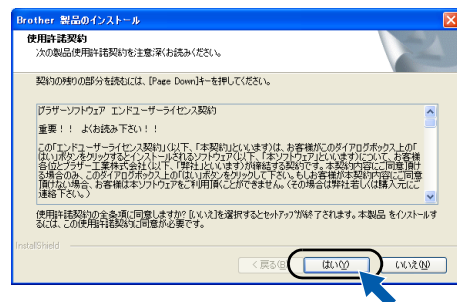 Brother 製品のインストール
使用許諾契約
次の製品使用許諾契約を注意深くお読みください。
契約の残りの部分を読むには、[Page Down]キーを押してください。
ブラザーソフトウェア エンドユーザーライセンス契約
重要！！ よくお読み下さい！！
この「エンドユーザーライセンス契約」(以下、「本契約」といいます)は、お客様がこのダイアログボックス上の「
はい」ボタンをクリックするとインストールされるソフトウェア(以下、「本ソフトウェア」といいます)について、お客様
各位とブラザー工業株式会社(以下、「弊社」といいます)が締結する契約です。本契約内容にご同意頂け
る場合のみ、このダイアログボックス上の「はい」ボタンをクリックして下さい。もしお客様が本契約内容にご同意
頂けない場合、お客様は本ソフトウェアをご利用頂くことができません。(その場合は弊社若しくは購入元にご
連絡下さい。)
使用許諾契約の全条項に同意しますか? [いいえ]を選択するとセットアップが終了されます。本製品 をインストールす
るには、この使用許諾契約に同意が必要です。
InstallShield
< 戻る(B) はい(Y) いいえ(N)